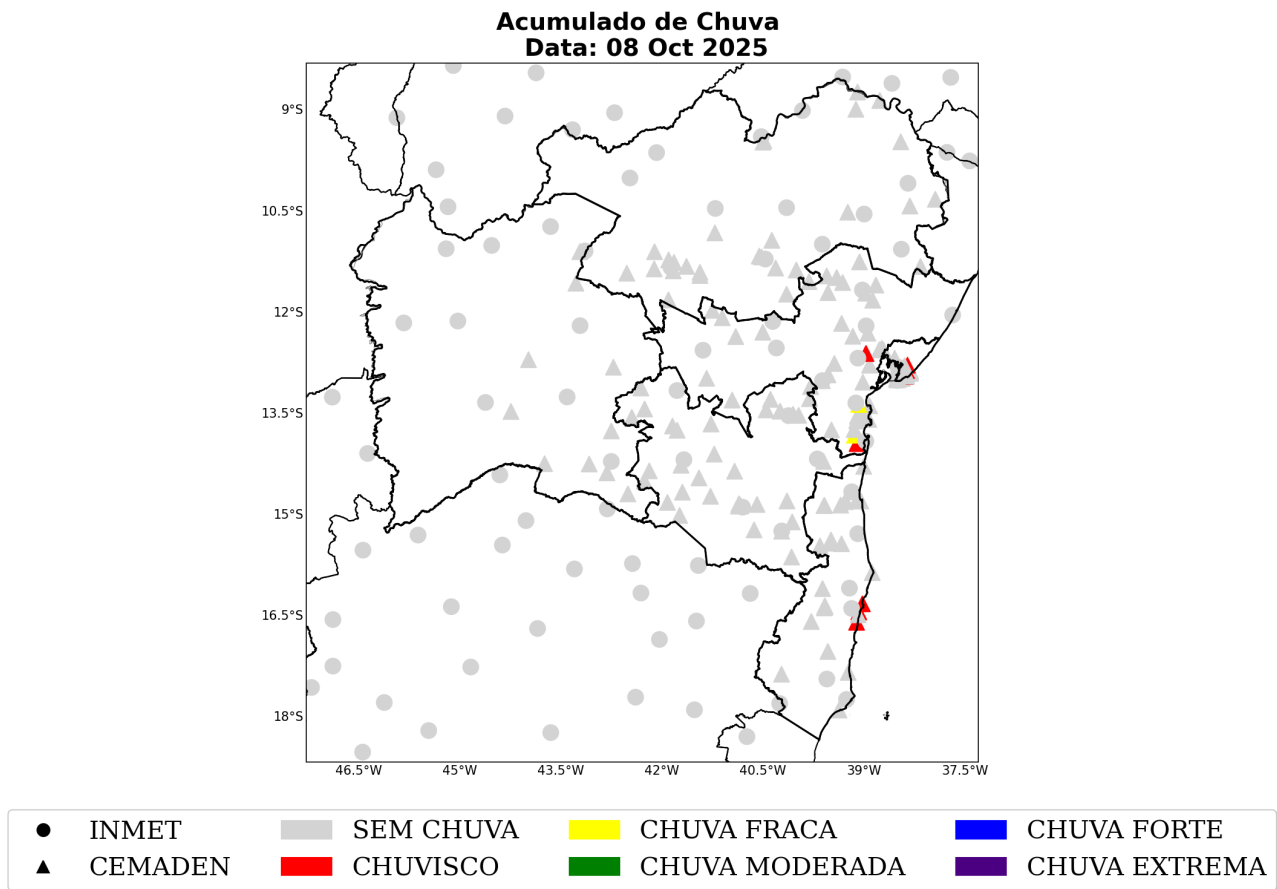 Acumulado de Chuva
Data: 08 Oct 2025
9°S
10.5°S
12°S
13.5°S
15°S
16.5°S
18°S
46.5°W 45°W 43.5°W 42°W 40.5°W 39°W 37.5°W
INMET SEM CHUVA CHUVA FRACA CHUVA FORTE
CEMADEN CHUVISCO CHUVA MODERADA CHUVA EXTREMA